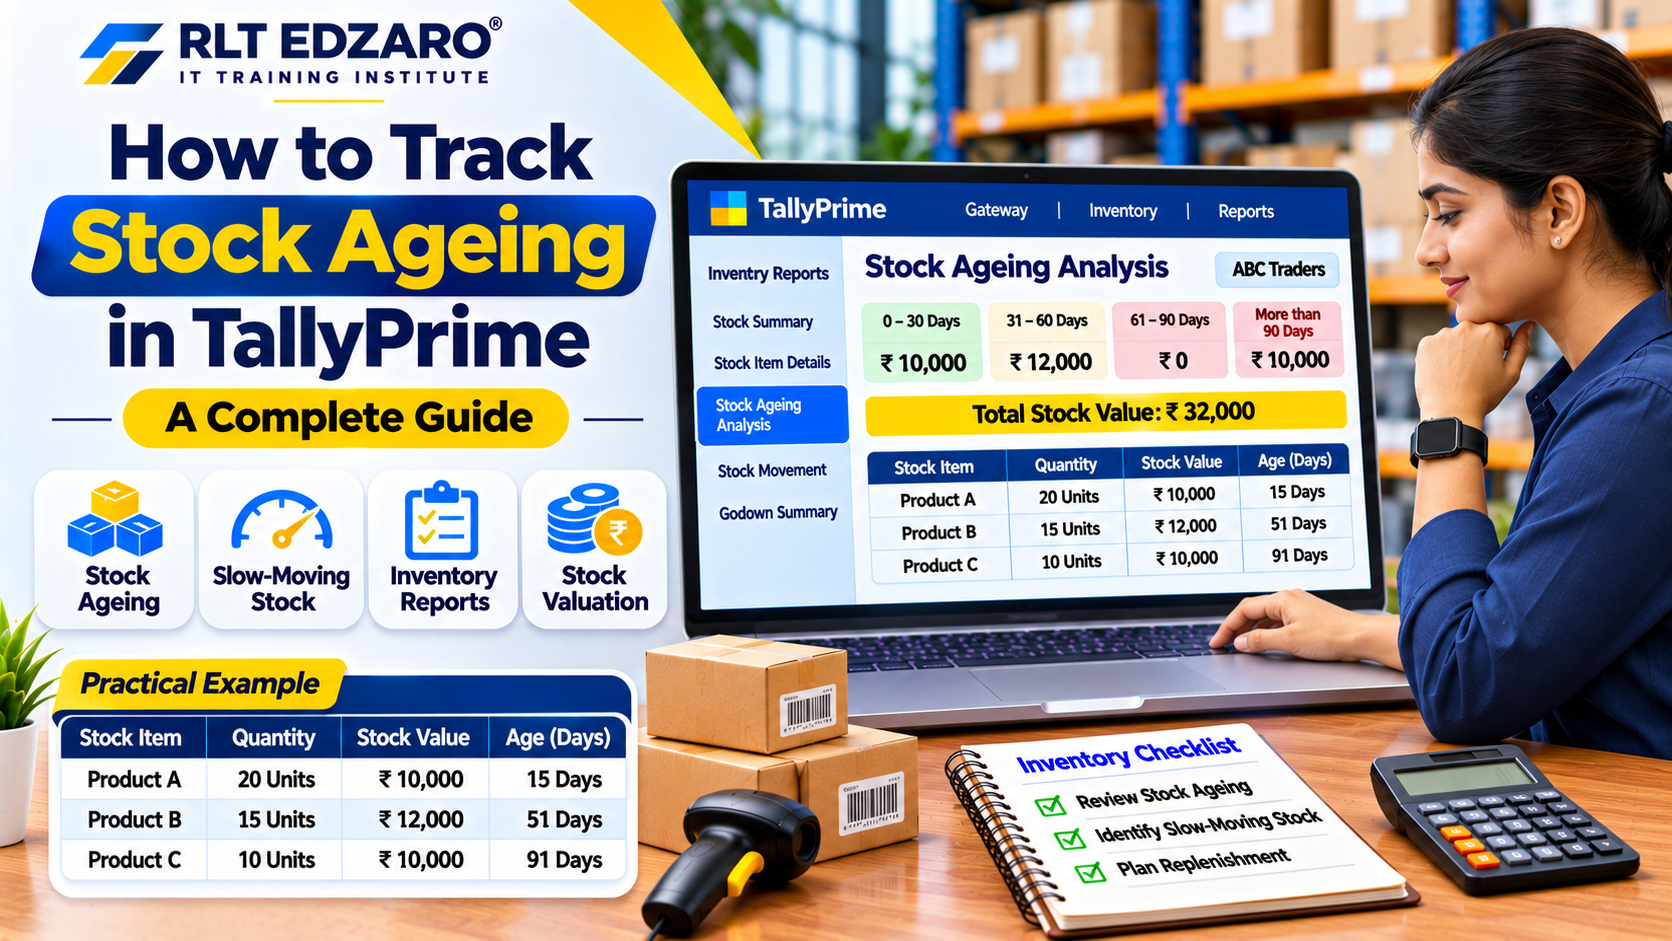 RLT EDZARO®
IT TRAINING INSTITUTE
How to Track
Stock Ageing
in TallyPrime
A Complete Guide
Stock
Ageing
Slow-Moving
Stock
Inventory
Reports
Stock
Valuation
Practical Example
Stock Item Quantity Stock Value Age (Days)
Product A 20 Units ₹ 10,000 15 Days
Product B 15 Units ₹ 12,000 51 Days
Product C 10 Units ₹ 10,000 91 Days
TallyPrime Gateway | Inventory | Reports
Inventry Reports
Stock Summary
Stock Item Details
Stock Ageing
Analysis
Stock Movement
Godown Summary
Stock Ageing Analysis ABC Traders
0 – 30 Days
₹ 10,000
31 – 60 Days
₹ 12,000
61 – 90 Days
₹ 0
More than
90 Days
₹ 10,000
Total Stock Value: ₹ 32,000
Stock Item Quantity Stock Value Age (Days)
Product A 20 Units ₹ 10,000 15 Days
Product B 15 Units ₹ 12,000 51 Days
Product C 10 Units ₹ 10,000 91 Days
Inventory Checklist
Review Stock Ageing
Identify Slow-Moving Stock
Plan Replenishment